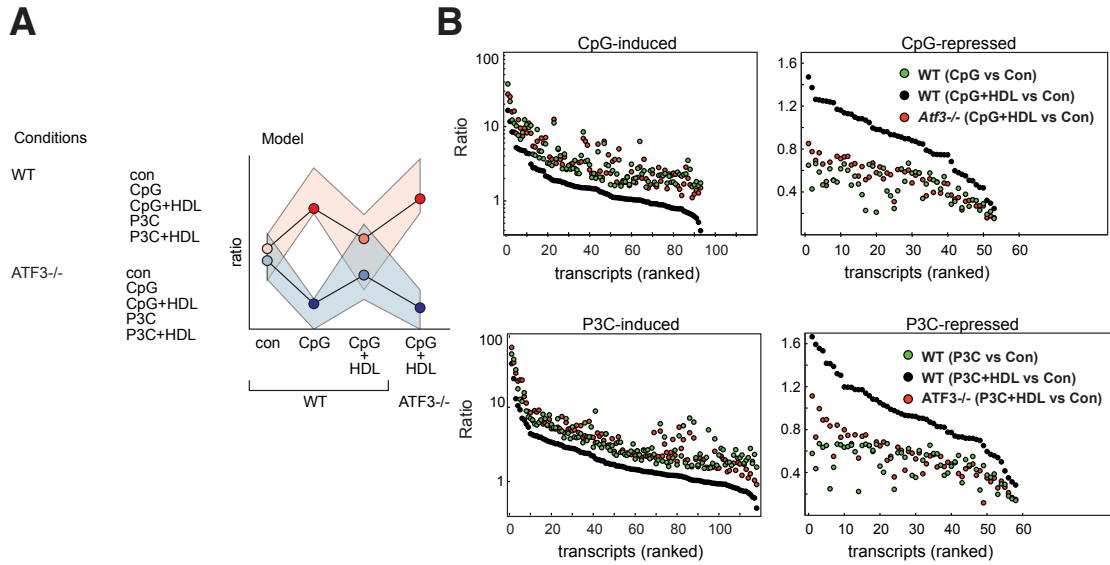 A
Conditions
WT
con
CpG
CpG+HDL
P3C
P3C+HDL
ATF3-/-
con
CpG
CpG+HDL
P3C
P3C+HDL
Model
ratio
con CpG CpG + HDL CpG + HDL
WT ATF3-/-
B
CpG-induced
Ratio
100
10
1
0 20 40 60 80 100
transcripts (ranked)
CpG-repressed
1.6
1.2
0.8
0.4
WT (CpG vs Con)
WT (CpG+HDL vs Con)
Atf3-/- (CpG+HDL vs Con)
0 10 20 30 40 50 60
transcripts (ranked)
P3C-induced
Ratio
100
10
1
0 20 40 60 80 100
transcripts (ranked)
P3C-repressed
1.6
1.2
0.8
0.4
WT (P3C vs Con)
WT (P3C+HDL vs Con)
ATF3-/- (P3C+HDL vs Con)
0 10 20 30 40 50 60
transcripts (ranked)